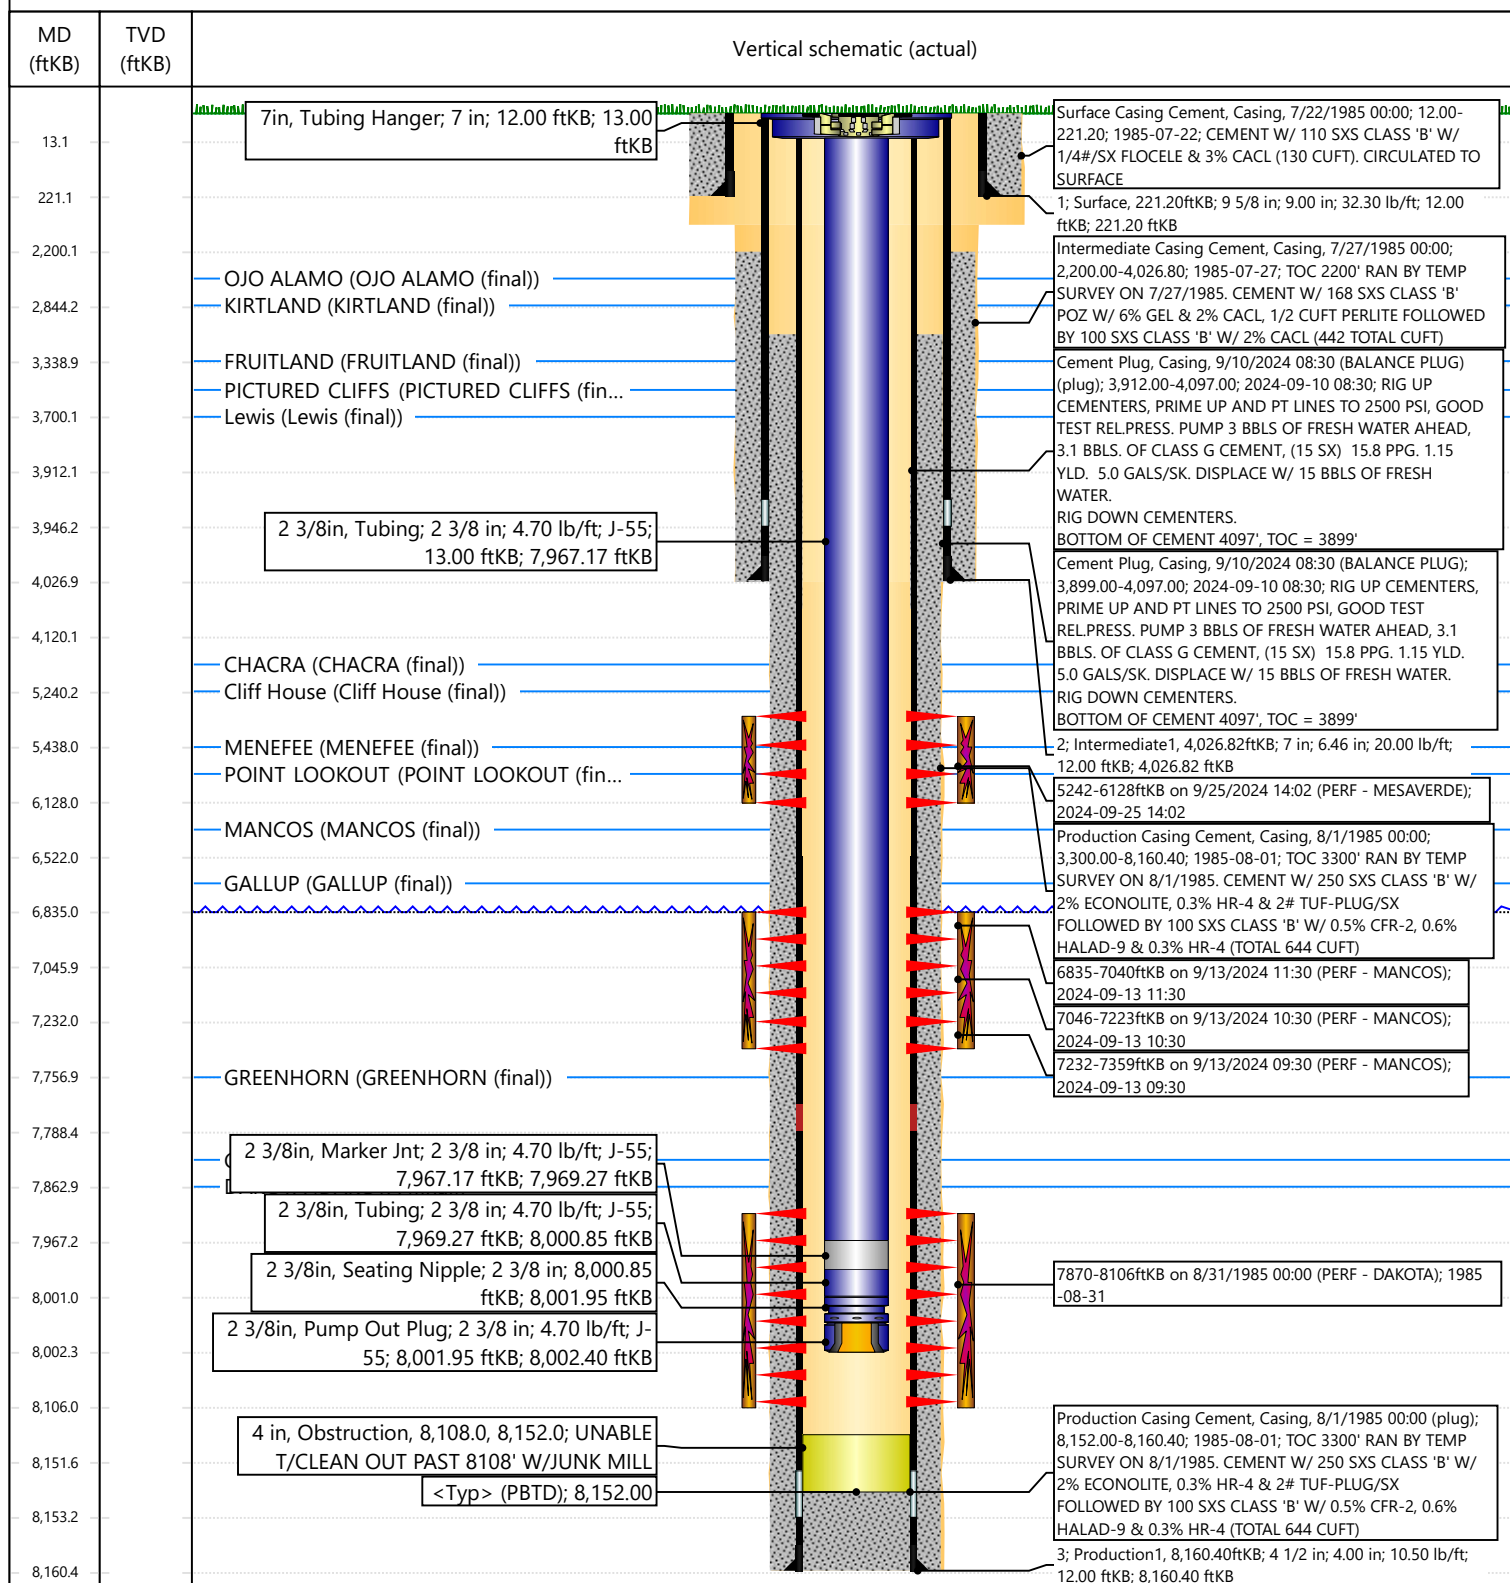 MD
(ftKB)
TVD
(ftKB)
Vertical schematic (actual)
13.1
221.1
2,200.1
2,844.2
3,338.9
3,700.1
3,912.1
3,946.2
4,026.9
4,120.1
5,240.2
5,438.0
6,128.0
6,522.0
6,835.0
7,045.9
7,232.0
7,756.9
7,788.4
7,862.9
7,967.2
8,001.0
8,002.3
8,106.0
8,151.6
8,153.2
8,160.4
7in, Tubing Hanger; 7 in; 12.00 ftKB; 13.00
ftKB
OJO ALAMO (OJO ALAMO (final))
KIRTLAND (KIRTLAND (final))
FRUITLAND (FRUITLAND (final))
PICTURED CLIFFS (PICTURED CLIFFS (fin...
Lewis (Lewis (final))
2 3/8in, Tubing; 2 3/8 in; 4.70 lb/ft; J-55;
13.00 ftKB; 7,967.17 ftKB
CHACRA (CHACRA (final))
Cliff House (Cliff House (final))
MENEFEE (MENEFEE (final))
POINT LOOKOUT (POINT LOOKOUT (fin...
MANCOS (MANCOS (final))
GALLUP (GALLUP (final))
GREENHORN (GREENHORN (final))
2 3/8in, Marker Jnt; 2 3/8 in; 4.70 lb/ft; J-55;
7,967.17 ftKB; 7,969.27 ftKB
2 3/8in, Tubing; 2 3/8 in; 4.70 lb/ft; J-55;
7,969.27 ftKB; 8,000.85 ftKB
2 3/8in, Seating Nipple; 2 3/8 in; 8,000.85
ftKB; 8,001.95 ftKB
2 3/8in, Pump Out Plug; 2 3/8 in; 4.70 lb/ft; J-
55; 8,001.95 ftKB; 8,002.40 ftKB
4 in, Obstruction, 8,108.0, 8,152.0; UNABLE
T/CLEAN OUT PAST 8108' W/JUNK MILL
<Typ> (PBTD); 8,152.00
Surface Casing Cement, Casing, 7/22/1985 00:00; 12.00-
221.20; 1985-07-22; CEMENT W/ 110 SXS CLASS 'B' W/
1/4#/SX FLOCELE & 3% CACL (130 CUFT). CIRCULATED TO
SURFACE
1; Surface, 221.20ftKB; 9 5/8 in; 9.00 in; 32.30 lb/ft; 12.00
ftKB; 221.20 ftKB
Intermediate Casing Cement, Casing, 7/27/1985 00:00;
2,200.00-4,026.80; 1985-07-27; TOC 2200' RAN BY TEMP
SURVEY ON 7/27/1985. CEMENT W/ 168 SXS CLASS 'B'
POZ W/ 6% GEL & 2% CACL, 1/2 CUFT PERLITE FOLLOWED
BY 100 SXS CLASS 'B' W/ 2% CACL (442 TOTAL CUFT)
Cement Plug, Casing, 9/10/2024 08:30 (BALANCE PLUG)
(plug); 3,912.00-4,097.00; 2024-09-10 08:30; RIG UP
CEMENTERS, PRIME UP AND PT LINES TO 2500 PSI, GOOD
TEST REL.PRESS. PUMP 3 BBLS OF FRESH WATER AHEAD,
3.1 BBLS. OF CLASS G CEMENT, (15 SX)  15.8 PPG. 1.15
YLD.  5.0 GALS/SK. DISPLACE W/ 15 BBLS OF FRESH
WATER.
RIG DOWN CEMENTERS.
BOTTOM OF CEMENT 4097', TOC = 3899'
Cement Plug, Casing, 9/10/2024 08:30 (BALANCE PLUG);
3,899.00-4,097.00; 2024-09-10 08:30; RIG UP CEMENTERS,
PRIME UP AND PT LINES TO 2500 PSI, GOOD TEST
REL.PRESS. PUMP 3 BBLS OF FRESH WATER AHEAD, 3.1
BBLS. OF CLASS G CEMENT, (15 SX)  15.8 PPG. 1.15 YLD.
5.0 GALS/SK. DISPLACE W/ 15 BBLS OF FRESH WATER.
RIG DOWN CEMENTERS.
BOTTOM OF CEMENT 4097', TOC = 3899'
2; Intermediate1, 4,026.82ftKB; 7 in; 6.46 in; 20.00 lb/ft;
12.00 ftKB; 4,026.82 ftKB
5242-6128ftKB on 9/25/2024 14:02 (PERF - MESAVERDE);
2024-09-25 14:02
Production Casing Cement, Casing, 8/1/1985 00:00;
3,300.00-8,160.40; 1985-08-01; TOC 3300' RAN BY TEMP
SURVEY ON 8/1/1985. CEMENT W/ 250 SXS CLASS 'B' W/
2% ECONOLITE, 0.3% HR-4 & 2# TUF-PLUG/SX
FOLLOWED BY 100 SXS CLASS 'B' W/ 0.5% CFR-2, 0.6%
HALAD-9 & 0.3% HR-4 (TOTAL 644 CUFT)
6835-7040ftKB on 9/13/2024 11:30 (PERF - MANCOS);
2024-09-13 11:30
7046-7223ftKB on 9/13/2024 10:30 (PERF - MANCOS);
2024-09-13 10:30
7232-7359ftKB on 9/13/2024 09:30 (PERF - MANCOS);
2024-09-13 09:30
7870-8106ftKB on 8/31/1985 00:00 (PERF - DAKOTA); 1985
-08-31
Production Casing Cement, Casing, 8/1/1985 00:00 (plug);
8,152.00-8,160.40; 1985-08-01; TOC 3300' RAN BY TEMP
SURVEY ON 8/1/1985. CEMENT W/ 250 SXS CLASS 'B' W/
2% ECONOLITE, 0.3% HR-4 & 2# TUF-PLUG/SX
FOLLOWED BY 100 SXS CLASS 'B' W/ 0.5% CFR-2, 0.6%
HALAD-9 & 0.3% HR-4 (TOTAL 644 CUFT)
3; Production1, 8,160.40ftKB; 4 1/2 in; 4.00 in; 10.50 lb/ft;
12.00 ftKB; 8,160.40 ftKB